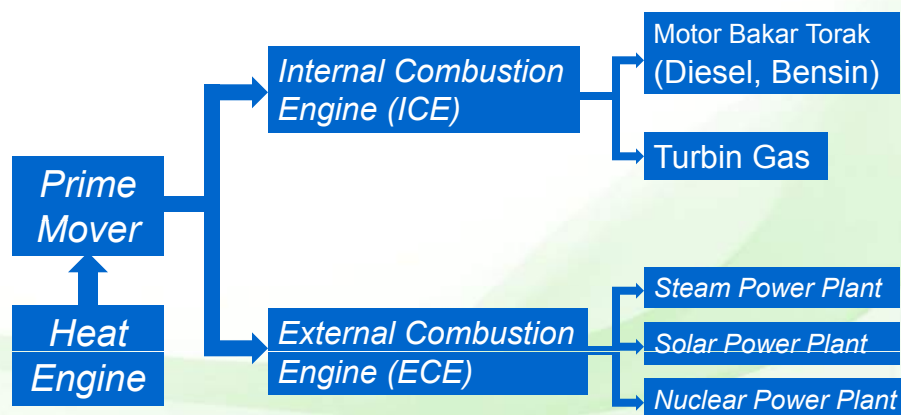 Motor Bakar Torak
(Diesel, Bensin)
Internal Combustion
Engine (ICE)
Turbin Gas
Prime
Mover
Heat
Engine
External Combustion
Engine (ECE)
Steam Power Plant
Solar Power Plant
Nuclear Power Plant